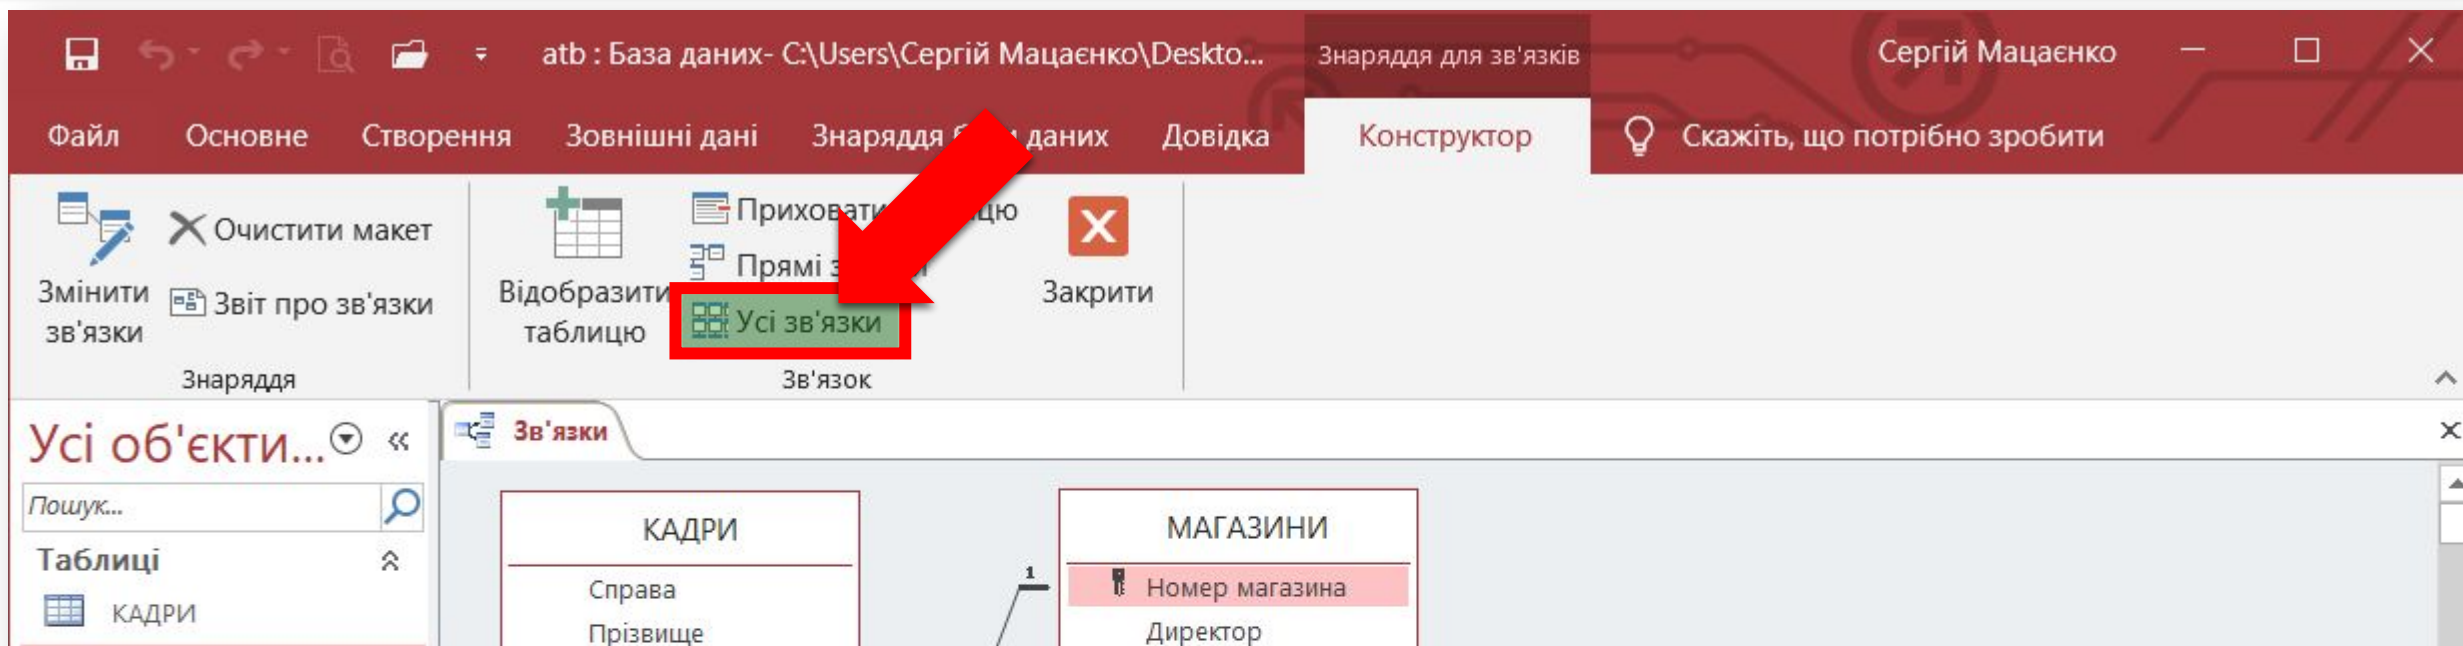 atb : База даних- C:\Users\Сергій Мацаєнко\Deskto...
Знаряддя для зв'язків
Сергій Мацаєнко
Файл Основне Створення Зовнішні дані Знаряддя даних Довідка Конструктор Скажіть, що потрібно зробити
Змінити зв'язки
Очистити макет
Звіт про зв'язки
Знаряддя
Відобразити таблицю
Прямі
Усі зв'язки
Закрити
Зв'язок
Усі об'єкти...
Пошук...
Таблиці
КАДРИ
Зв'язки
КАДРИ
Справа
Прізвище
1
МАГАЗИНИ
Номер магазина
Директор